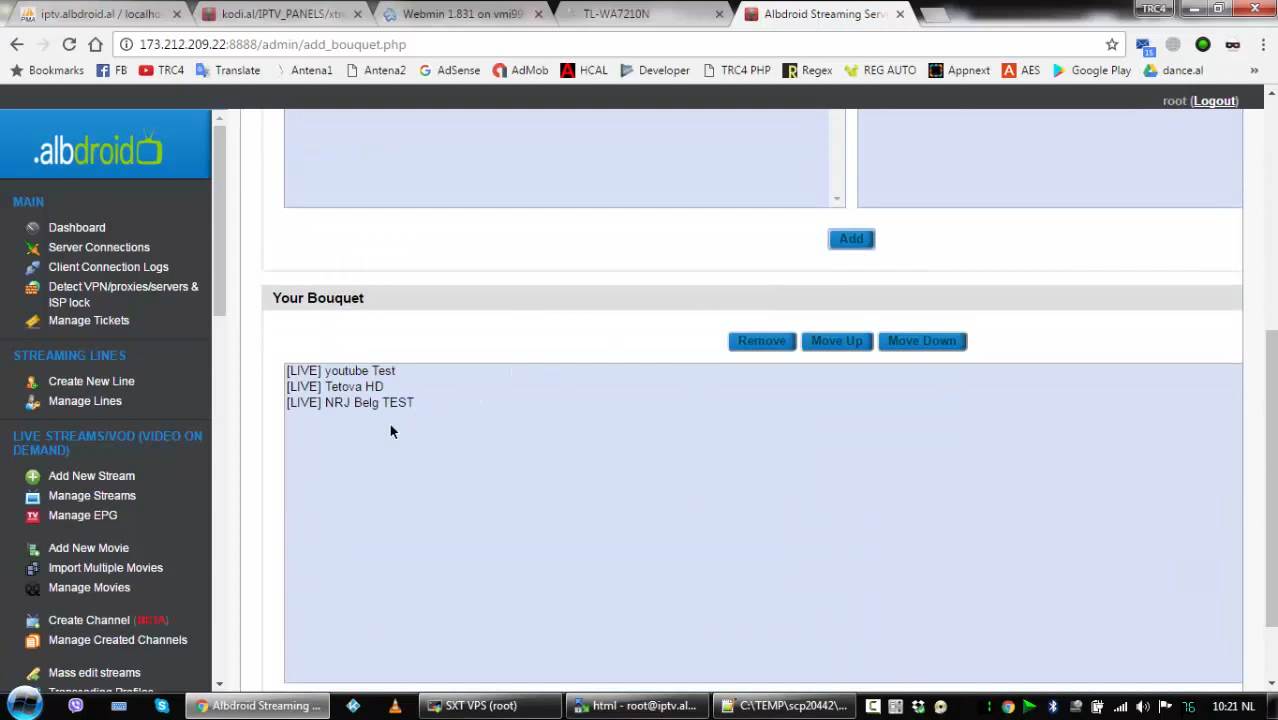 iptv.albdroid.al / localho
kodi.al/IPTV_PANELS/xtr
Webmin 1.831 on vmi99
TL-WA7210N
Albdroid Streaming Serv
TRC4
173.212.209.22:8888/admin/add_bouquet.php
15
Bookmarks
FB
TRC4
Translate
Antena1
Antena2
AdSense
AdMob
HCAL
Developer
TRC4 PHP
Regex
REG AUTO
Appnext
AES
Google Play
dance.al
»
root (Logout)
.albdroid
MAIN
Dashboard
Server Connections
Client Connection Logs
Detect VPN/proxies/servers &
ISP lock
Manage Tickets
STREAMING LINES
Create New Line
Manage Lines
LIVE STREAMS/VOD (VIDEO ON
DEMAND)
Add New Stream
Manage Streams
Manage EPG
Add New Movie
Import Multiple Movies
Manage Movies
Create Channel (BETA)
Manage Created Channels
Mass edit streams
Transcoding Profiles
Add
Your Bouquet
Remove
Move Up
Move Down
[LIVE] youtube Test
[LIVE] Tetova HD
[LIVE] NRJ Belg TEST
Albdroid Streaming ...
SXT VPS (root)
html - root@iptv.al...
C:\TEMP\scp20442\...
76
10:21 NL